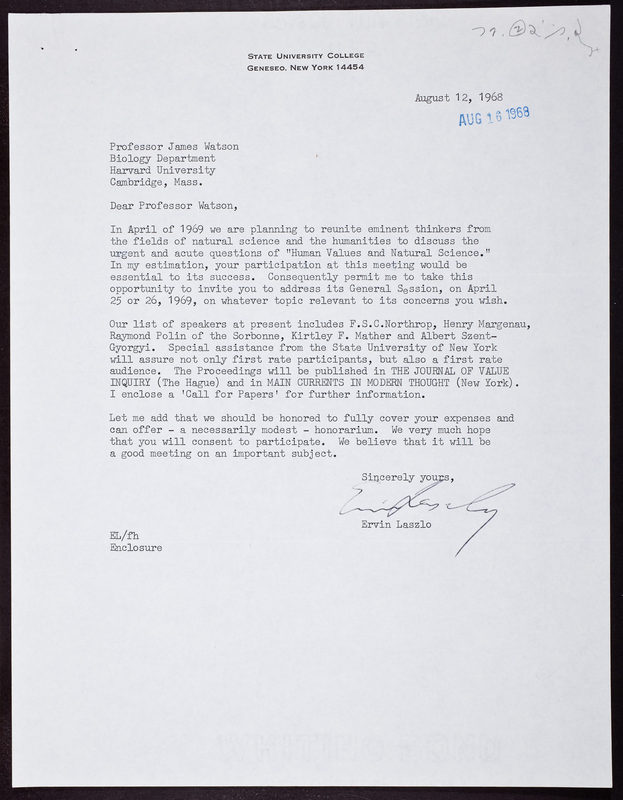 STATE UNIVERSITY COLLEGE
GENESEO, NEW YORK 14454
August 12, 1968
AUG 16 1968
Professor James Watson
Biology Department
Harvard University
Cambridge, Mass.
Dear Professor Watson,
In April of 1969 we are planning to reunite eminent thinkers from
the fields of natural science and the humanities to discuss the
urgent and acute questions of "Human Values and Natural Science."
In my estimation, your participation at this meeting would be
essential to its success.  Consequently permit me to take this
opportunity to invite you to address its General Session, on April
25 or 26, 1969, on whatever topic relevant to its concerns you wish.
Our list of speakers at present includes F.S.C.Northrop, Henry Margenau,
Raymond Polin of the Sorbonne, Kirtley F. Mather and Albert Szent-
Gyorgyi.  Special assistance from the State University of New York
will assure not only first rate participants, but also a first rate
audience.  The Proceedings will be published in THE JOURNAL OF VALUE
INQUIRY (The Hague) and in MAIN CURRENTS IN MODERN THOUGHT (New York).
I enclose a 'Call for Papers' for further information.
Let me add that we should be honored to fully cover your expenses and
can offer - a necessarily modest - honorarium.  We very much hope
that you will consent to participate.  We believe that it will be
a good meeting on an important subject.
Sincerely yours,
Ervin Laszlo
Ervin Laszlo
EL/fh
Enclosure